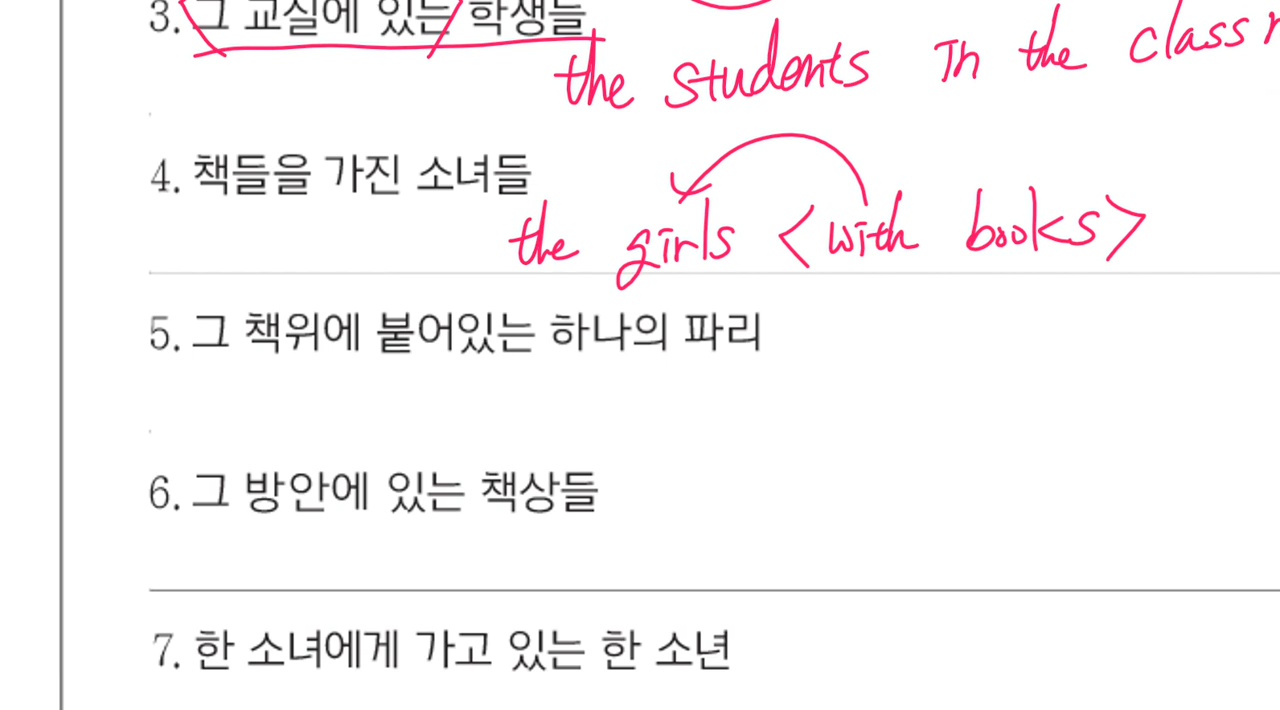 3. 그 교실에 있는 학생들
the students in the
4. 책들을 가진 소녀들
the girls <with books>
5. 그 책위에 붙어있는 하나의 파리
6. 그 방안에 있는 책상들
7. 한 소녀에게 가고 있는 한 소년